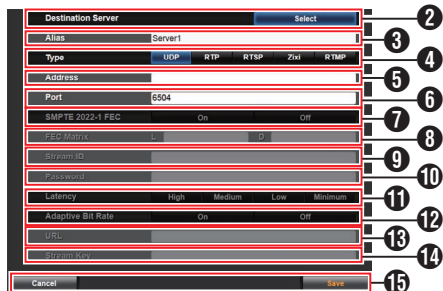 Destination Server Select 2
Alias Server1 3
Type UDP RTP RTSP Zixi RTMP 4
Address 5
Port 6504 6
SMPTE 2022-1 FEC On Off 7
FEC Matrix L D 8
Stream ID 9
Password 10
Latency High Medium Low Minimum 11
Adaptive Bit Rate On Off 12
URL 13
Stream Key 14
Cancel Save 15